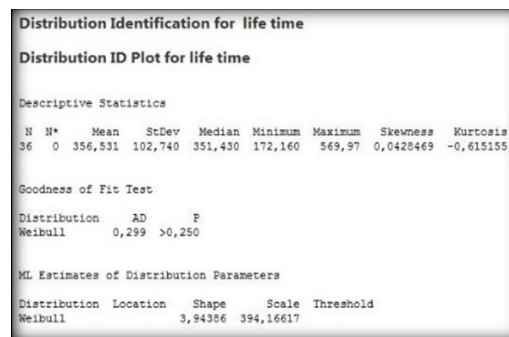 Distribution Identification for life time
Distribution ID Plot for life time
Descriptive Statistics
N N* Mean StDev Median Minimum Maximum Skewness Kurtosis
36 0 356,531 102,740 351,430 172,160 569,97 0,0428469 -0,615155
Goodness of Fit Test
Distribution AD P
Weibull 0,299 >0,250
ML Estimates of Distribution Parameters
Distribution Location Shape Scale Threshold
Weibull 3,94386 394,16617